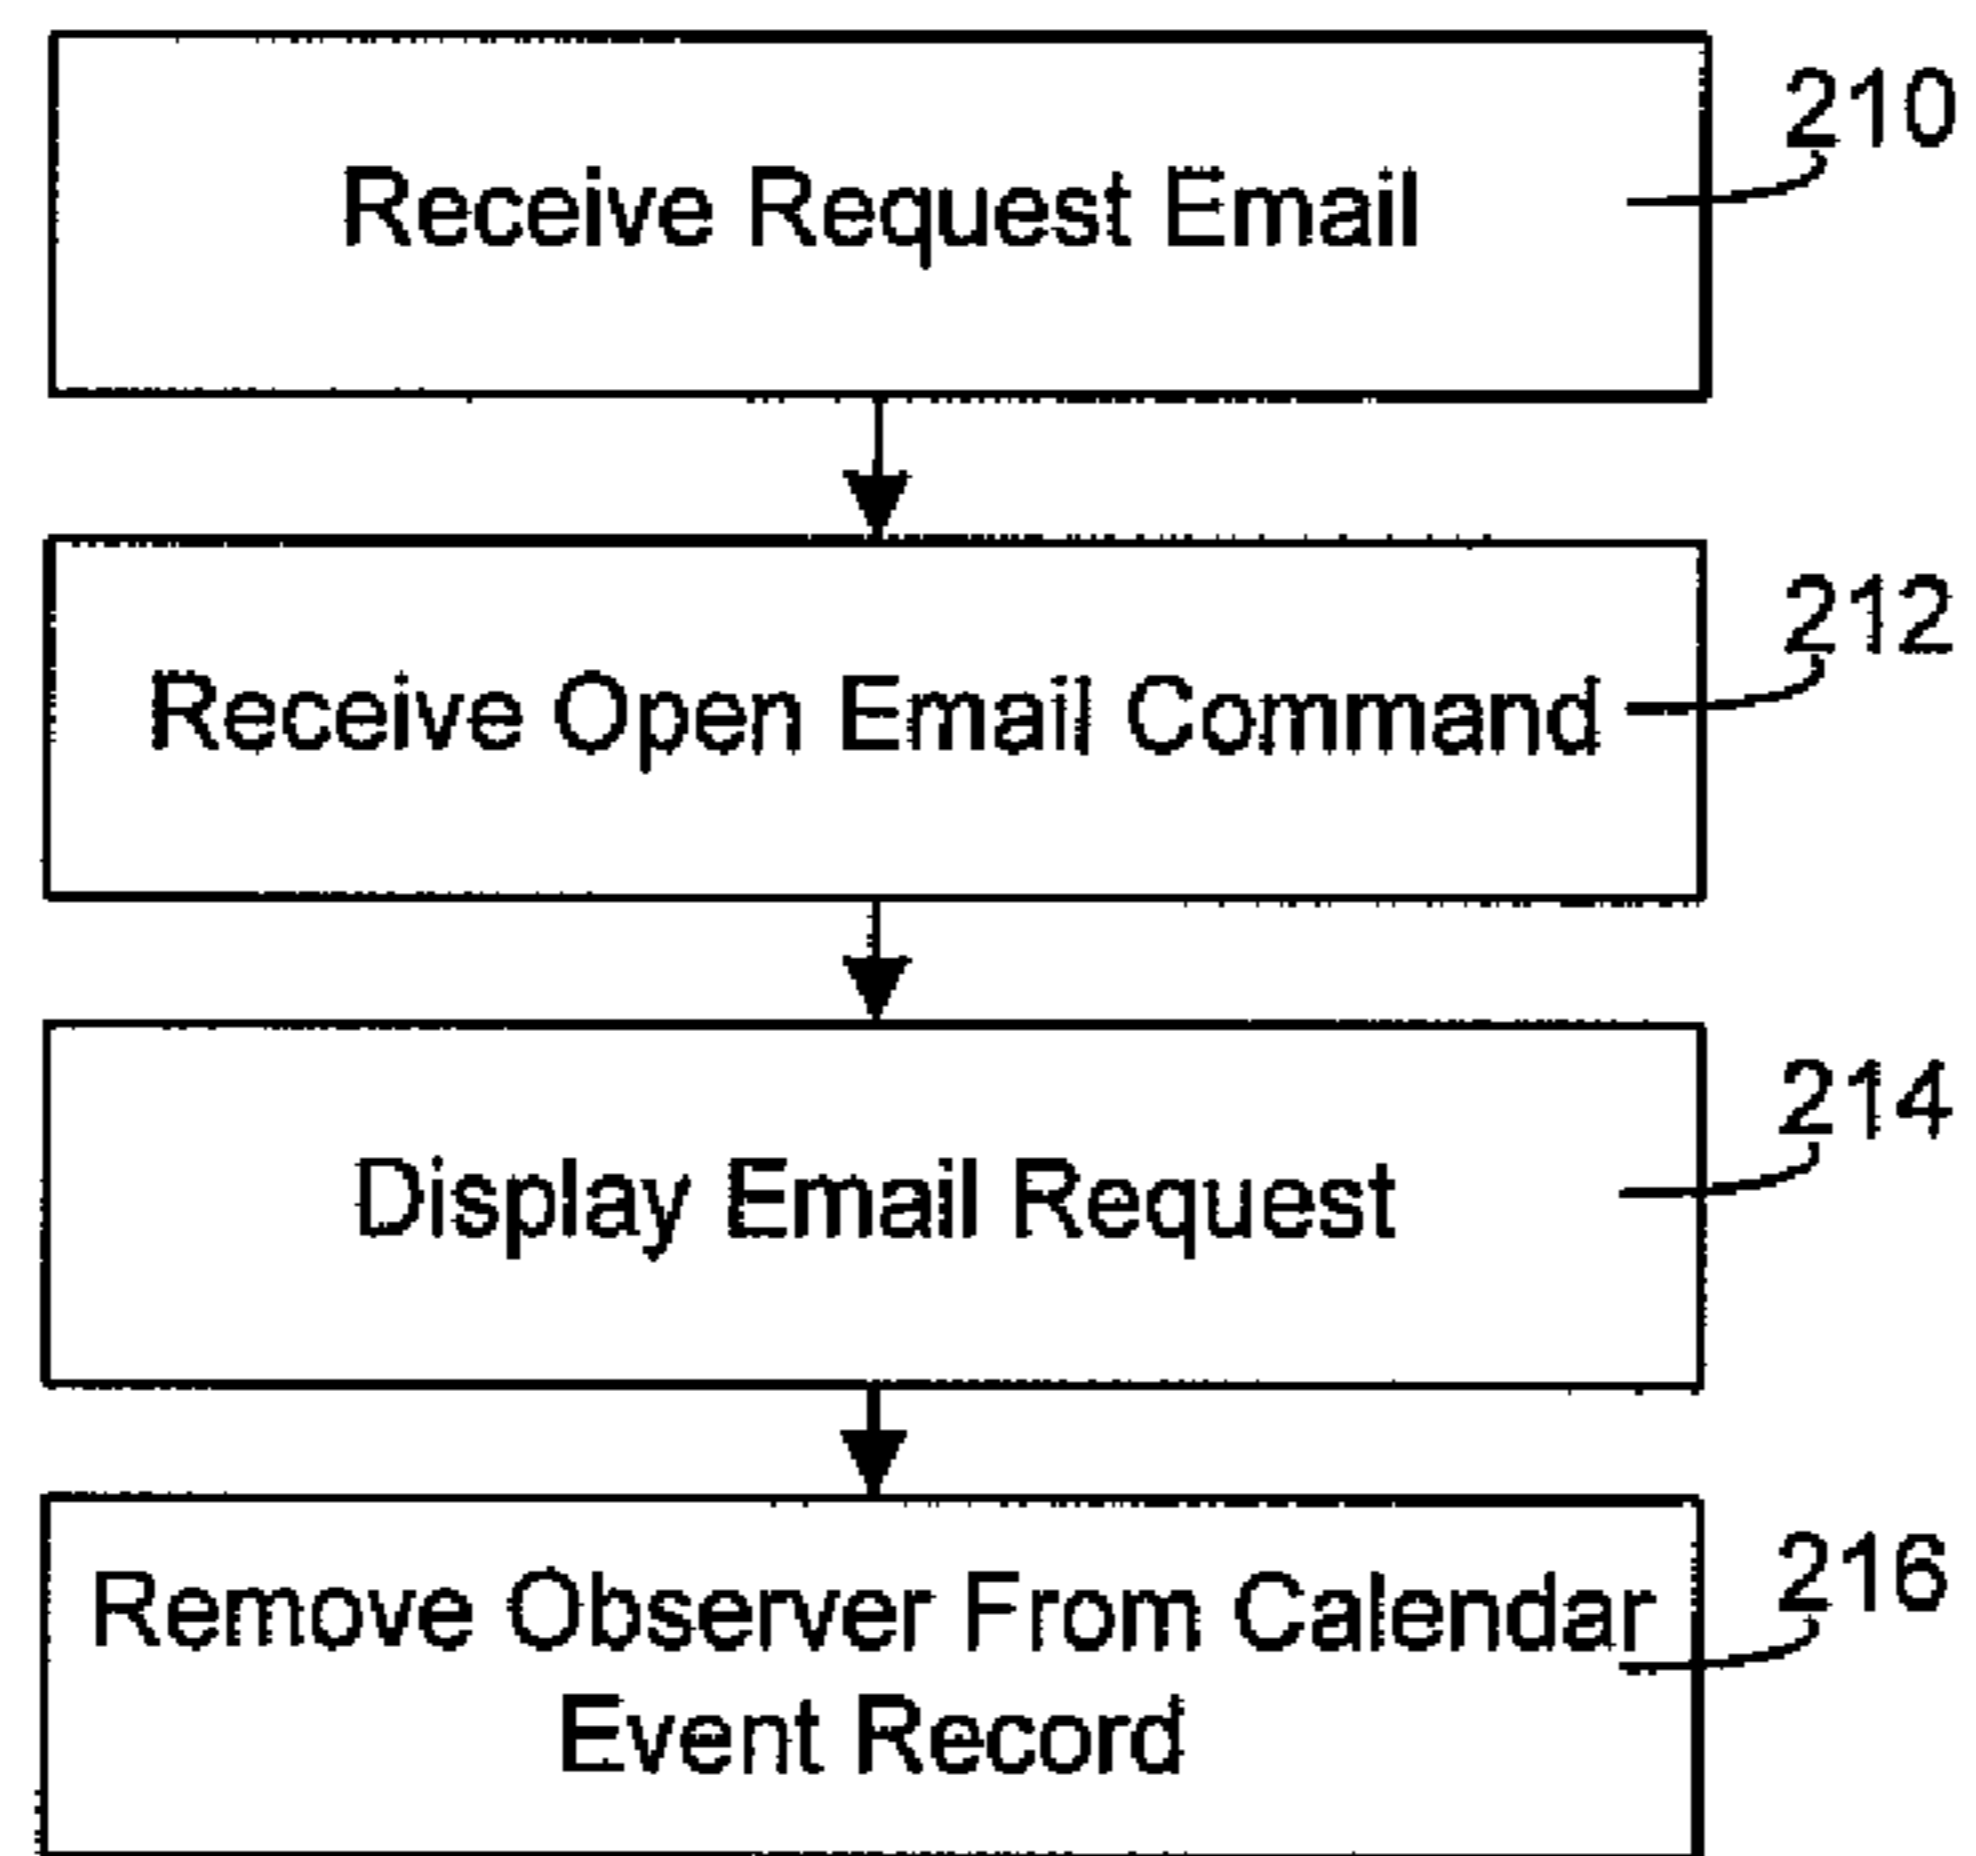 210
Receive Request Email
212
Receive Open Email Command
214
Display Email Request
216
Remove Observer From Calendar
Event Record